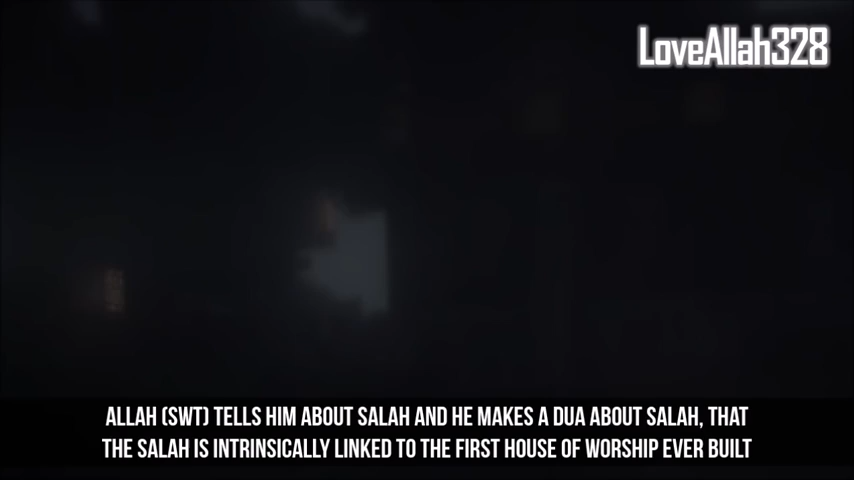 LoveAllah328
ALLAH (SWT) TELLS HIM ABOUT SALAH AND HE MAKES A DUA ABOUT SALAH, THAT
THE SALAH IS INTRINSICALLY LINKED TO THE FIRST HOUSE OF WORSHIP EVER BUILT